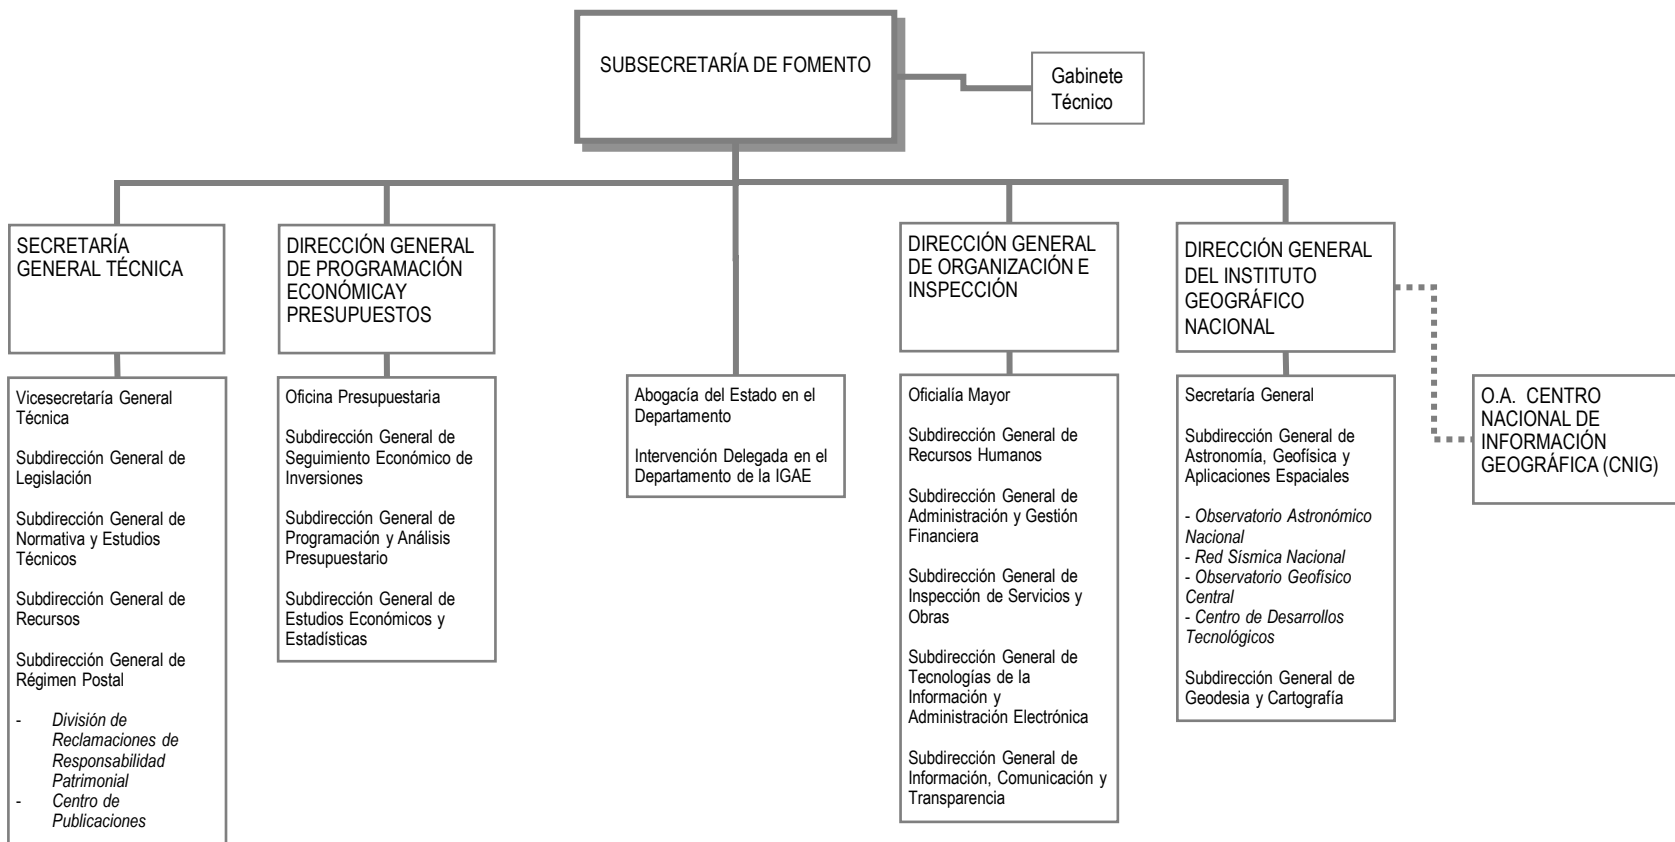 SUBSECRETARÍA DE FOMENTO
Gabinete
Técnico
SECRETARÍA
GENERAL TÉCNICA
DIRECCIÓN GENERAL
DE PROGRAMACIÓN
ECONÓMICAY
PRESUPUESTOS
DIRECCIÓN GENERAL
DE ORGANIZACIÓN E
INSPECCIÓN
DIRECCIÓN GENERAL
DEL INSTITUTO
GEOGRÁFICO
NACIONAL
Vicesecretaría General
Técnica
Subdirección General de
Legislación
Subdirección General de
Normativa y Estudios
Técnicos
Subdirección General de
Recursos
Subdirección General de
Régimen Postal
- División de
Reclamaciones de
Responsabilidad
Patrimonial
- Centro de
Publicaciones
Oficina Presupuestaria
Subdirección General de
Seguimiento Económico de
Inversiones
Subdirección General de
Programación y Análisis
Presupuestario
Subdirección General de
Estudios Económicos y
Estadísticas
Abogacía del Estado en el
Departamento
Intervención Delegada en el
Departamento de la IGAE
Oficialía Mayor
Subdirección General de
Recursos Humanos
Subdirección General de
Administración y Gestión
Financiera
Subdirección General de
Inspección de Servicios y
Obras
Subdirección General de
Tecnologías de la
Información y
Administración Electrónica
Subdirección General de
Información, Comunicación y
Transparencia
Secretaría General
Subdirección General de
Astronomía, Geofísica y
Aplicaciones Espaciales
- Observatorio Astronómico
Nacional
- Red Sísmica Nacional
- Observatorio Geofísico
Central
- Centro de Desarrollos
Tecnológicos
Subdirección General de
Geodesia y Cartografía
O.A. CENTRO
NACIONAL DE
INFORMACIÓN
GEOGRÁFICA (CNIG)